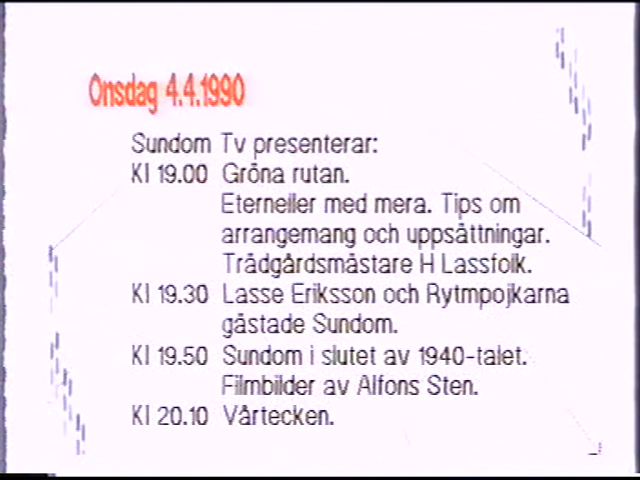 Onsdag 4.4.1990
Sundom Tv presenterar:
Kl 19.00 Gröna rutan.
Eterneller med mera. Tips om
arrangemang och uppsättningar.
Trädgårdsmästare H Lassfolk.
Kl 19.30 Lasse Eriksson och Rytmpojkarna
gästade Sundom.
Kl 19.50 Sundom i slutet av 1940-talet.
Filmbilder av Alfons Sten.
Kl 20.10 Vårtecken.